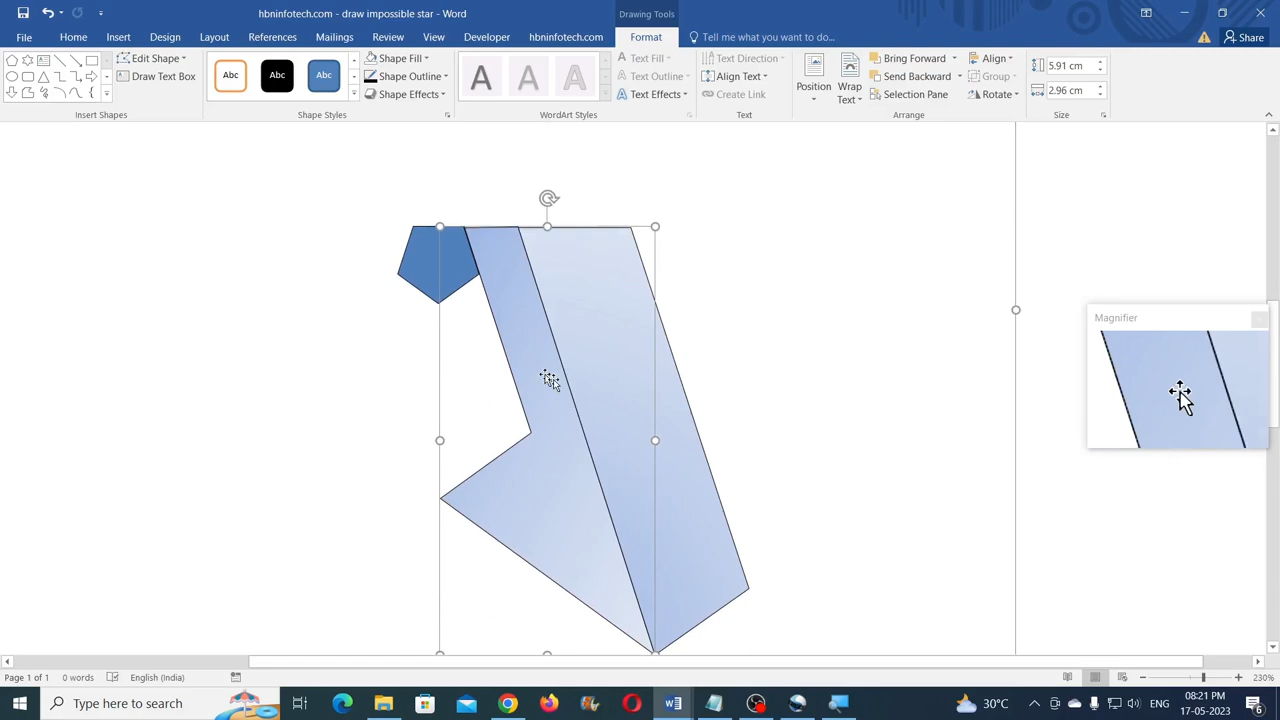 hbninfotech.com - draw impossible star - Word
Drawing Tools
File Home Insert Design Layout References Mailings Review View Developer hbninfotech.com Format Tell me what you want to do... Share
Edit Shape
Draw Text Box
Insert Shapes
Abc Abc Abc
Shape Fill
Shape Outline
Shape Effects
Shape Styles
A A A
Text Fill
Text Outline
Text Effects
WordArt Styles
Text Direction
Align Text
Create Link
Text
Position
Wrap Text
Bring Forward
Send Backward
Selection Pane
Align
Group
Rotate
Arrange
5.91 cm
2.96 cm
Size
Magnifier
Page 1 of 1 0 words English (India) 230%
Type here to search
30°C
ENG
08:21 PM
17-05-2023
6